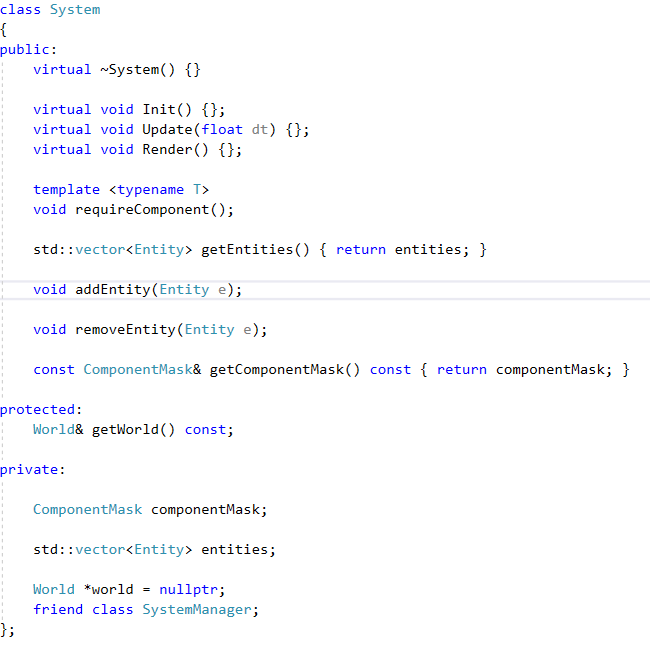 class System
{
public:
    virtual ~System() {}

    virtual void Init() {};
    virtual void Update(float dt) {};
    virtual void Render() {};

    template <typename T>
    void requireComponent();

    std::vector<Entity> getEntities() { return entities; }

    void addEntity(Entity e);

    void removeEntity(Entity e);

    const ComponentMask& getComponentMask() const { return componentMask; }

protected:
    World& getWorld() const;

private:

    ComponentMask componentMask;

    std::vector<Entity> entities;

    World *world = nullptr;
    friend class SystemManager;
};